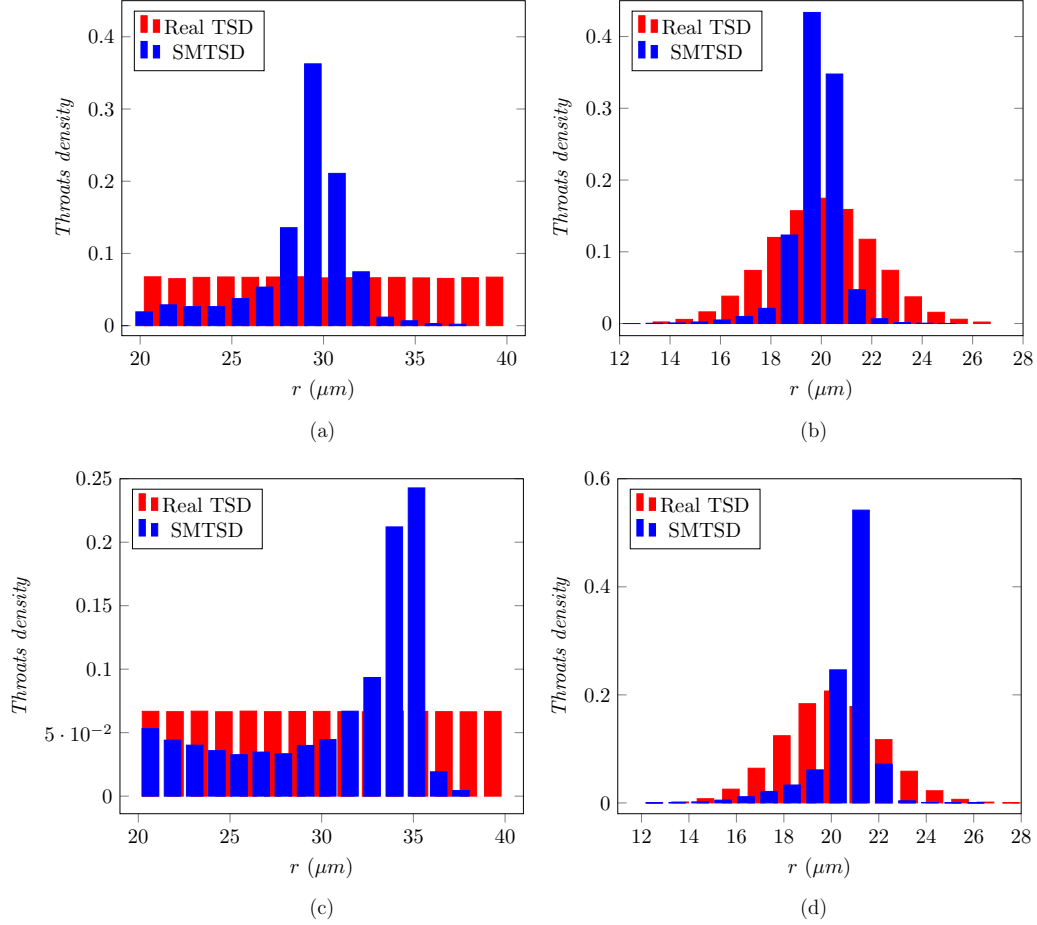 Real TSD
SMTSD
Throats density
0.4
0.3
0.2
0.1
0
20 30 40
r (μm)
(a)
Real TSD
SMTSD
Throats density
0.4
0.3
0.2
0.1
0
12 14 16 18 20 22 24 26 28
r (μm)
(b)
Real TSD
SMTSD
Throats density
0.25
0.2
0.15
0.1
5 · 10⁻²
0
20 30 40
r (μm)
(c)
Real TSD
SMTSD
Throats density
0.6
0.4
0.2
0
12 14 16 18 20 22 24 26 28
r (μm)
(d)